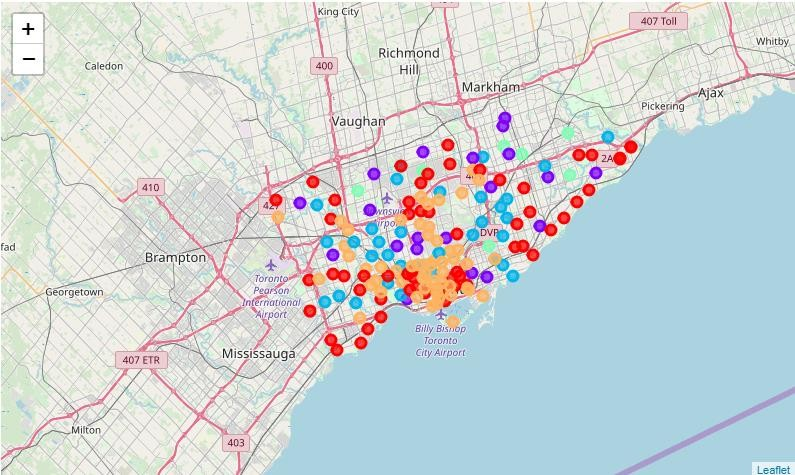 King City
407 Toll
Whitby
+
−
Caledon
400
Richmond
Hill
Markham
Ajax
Pickering
Vaughan
2A
410
427
DVP
fad
Brampton
Georgetown
Toronto
Pearson
International
Airport
Billy Bishop
Toronto
City Airport
407 ETR
Mississauga
Milton
403
Leaflet